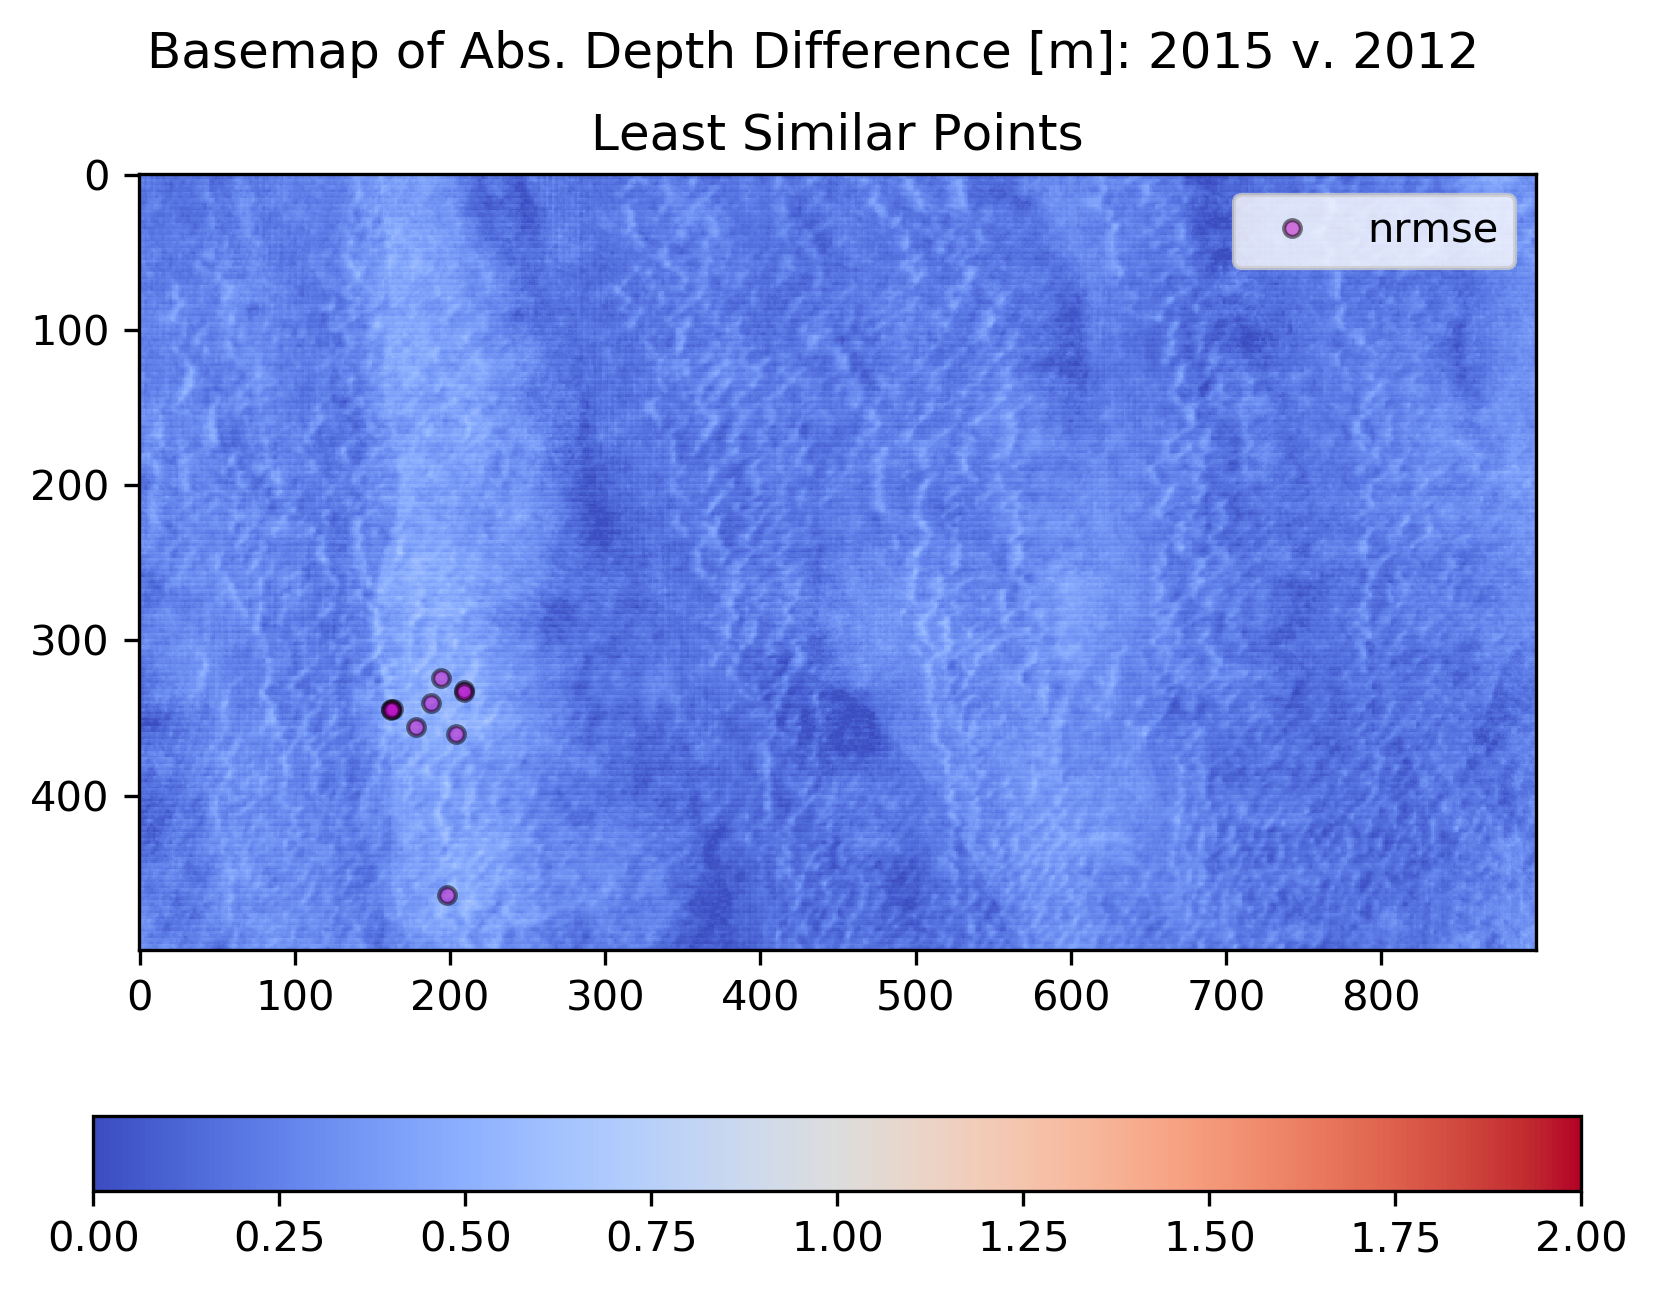 Basemap of Abs. Depth Difference [m]: 2015 v. 2012
Least Similar Points
nrmse
0
100
200
300
400
0 100 200 300 400 500 600 700 800
0.00 0.25 0.50 0.75 1.00 1.25 1.50 1.75 2.00